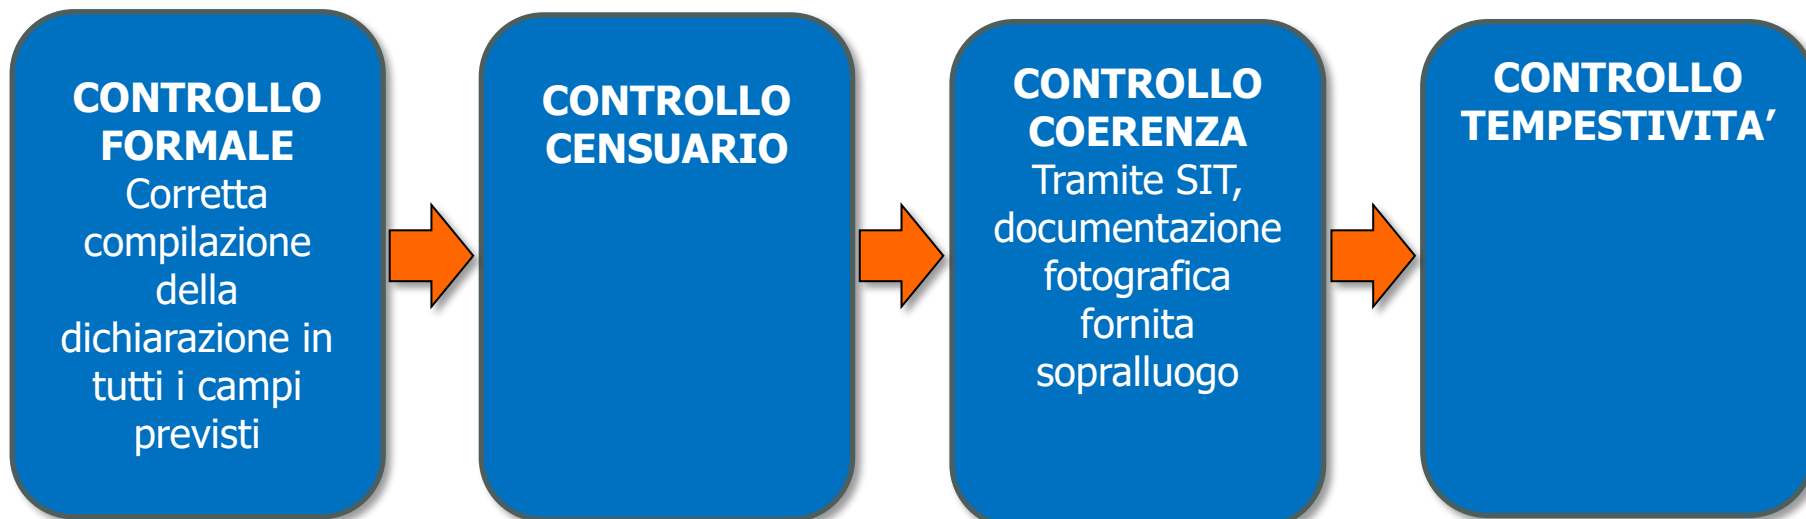 CONTROLLO
FORMALE
Corretta
compilazione
della
dichiarazione in
tutti i campi
previsti
CONTROLLO
CENSUARIO
CONTROLLO
COERENZA
Tramite SIT,
documentazione
fotografica
fornita
sopralluogo
CONTROLLO
TEMPESTIVITA’